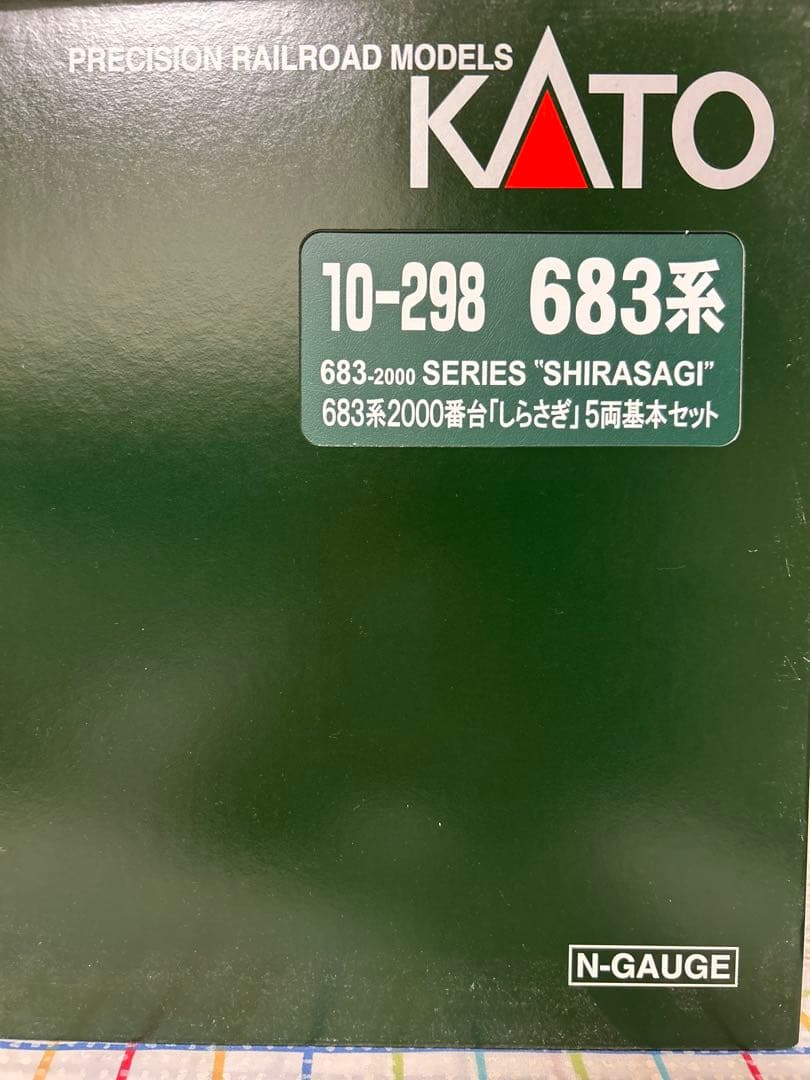 PRECISION RAILROAD MODELS
KATO
10-298 683系
683-2000 SERIES "SHIRASAGI"
683系2000番台「しらさぎ」5両基本セット
N-GAUGE